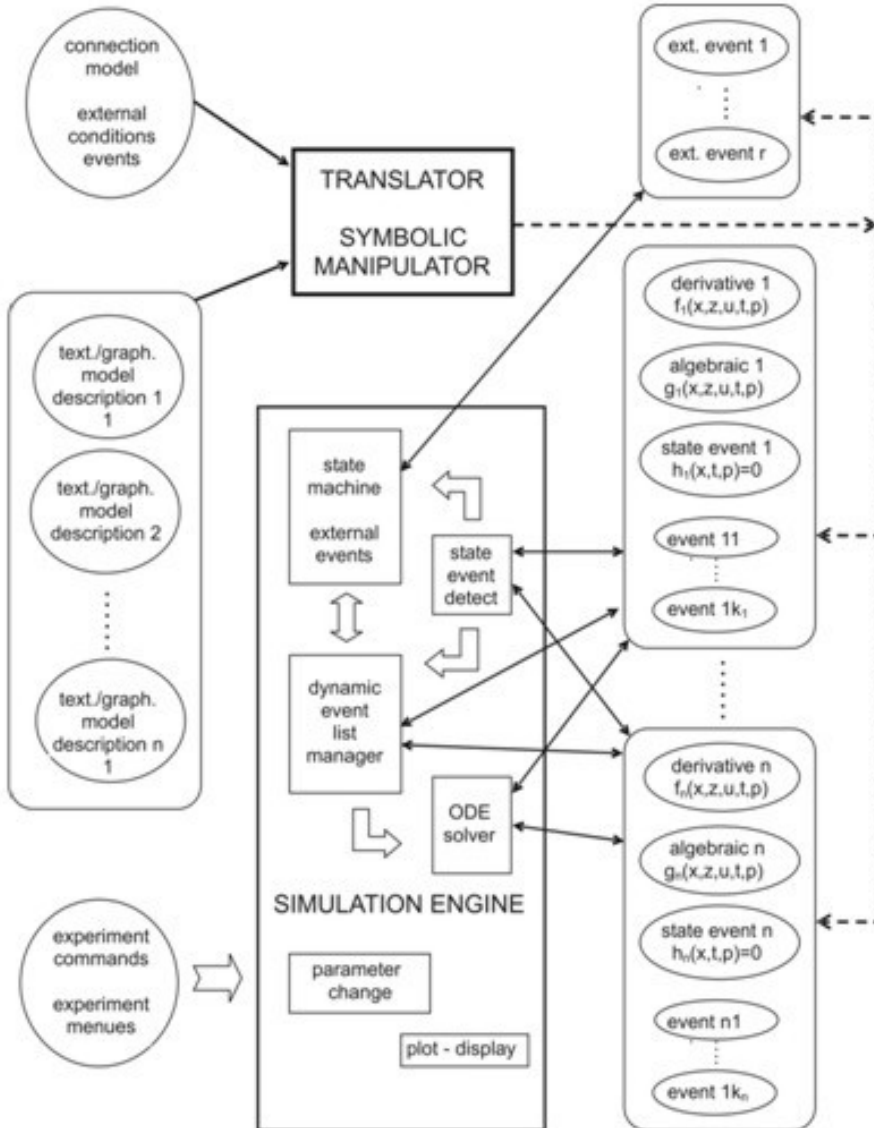 connection
model
external
conditions
events
TRANSLATOR
SYMBOLIC
MANIPULATOR
text./graph.
model
description 1
1
text./graph.
model
description 2
text./graph.
model
description n
1
experiment
commands
experiment
menues
state
machine
external
events
state
event
detect
dynamic
event
list
manager
ODE
solver
SIMULATION ENGINE
parameter
change
plot - display
ext. event 1
ext. event r
derivative 1
f₁(x,z,u,t,p)
algebraic 1
g₁(x,z,u,t,p)
state event 1
h₁(x,t,p)=0
event 11
event 1k₁
derivative n
fₙ(x,z,u,t,p)
algebraic n
gₙ(x,z,u,t,p)
state event n
hₙ(x,t,p)=0
event n1
event 1kₙ